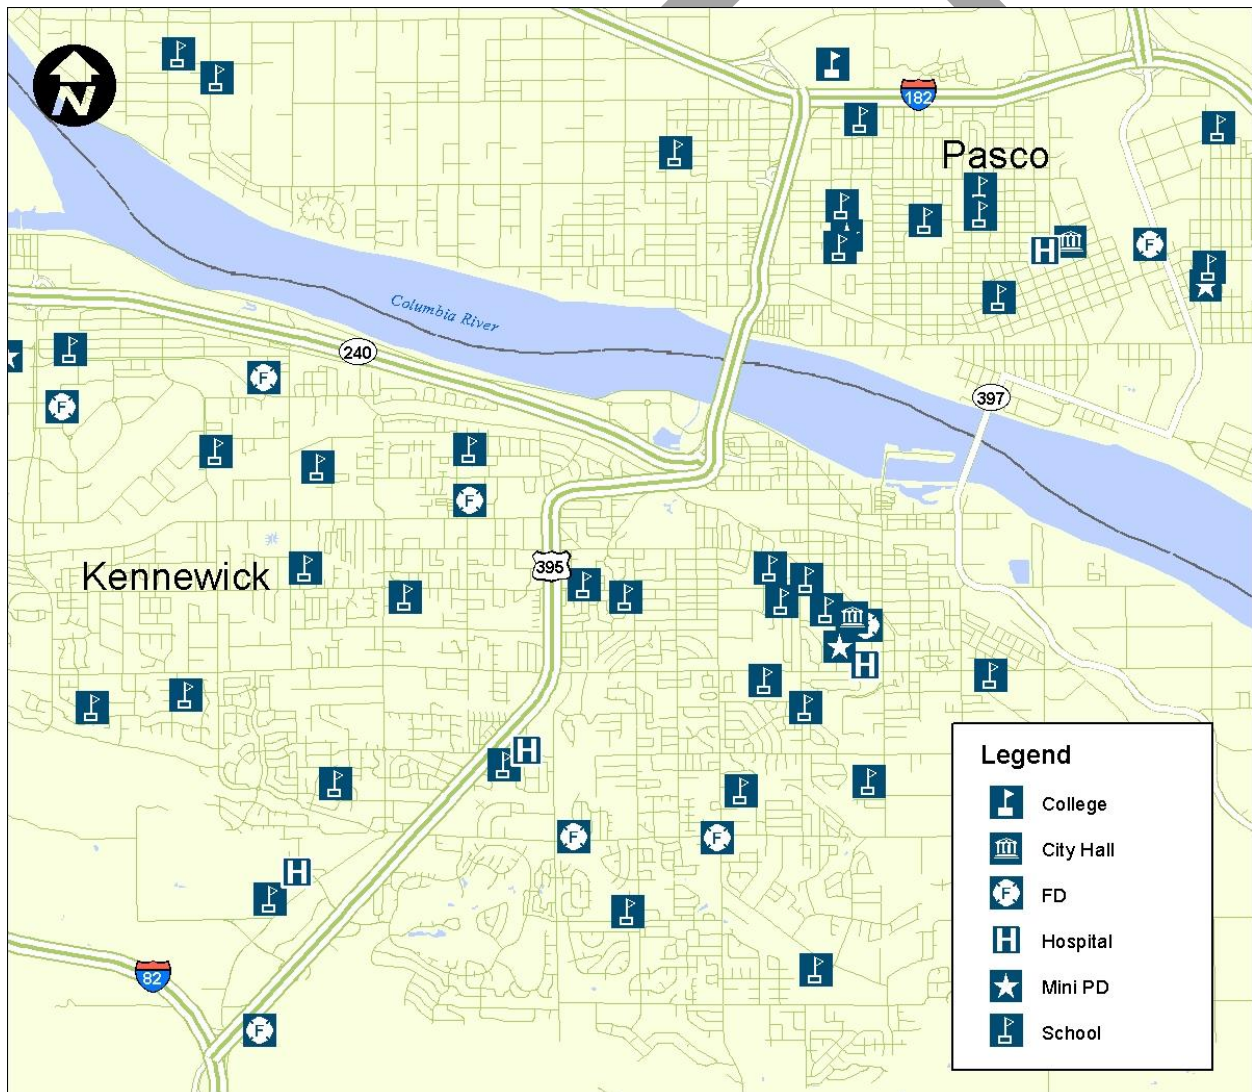 N
182
Pasco
Columbia River
240
397
395
Kennewick
82
H
H
H
H
F
F
F
F
F
F
F
Legend
College
City Hall
F FD
H Hospital
Mini PD
School